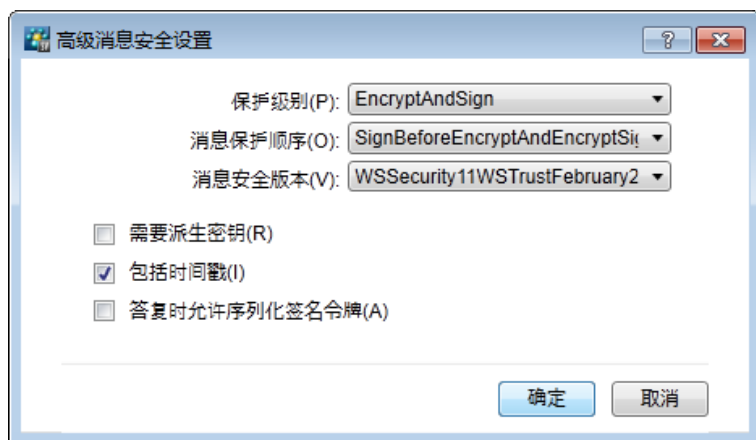 高级消息安全设置
保护级别(P): EncryptAndSign
消息保护顺序(O): SignBeforeEncryptAndEncryptSig
消息安全版本(V): WSSecurity11WSTrustFebruary2
需要派生密钥(R)
包括时间戳(I)
答复时允许序列化签名令牌(A)
确定 取消